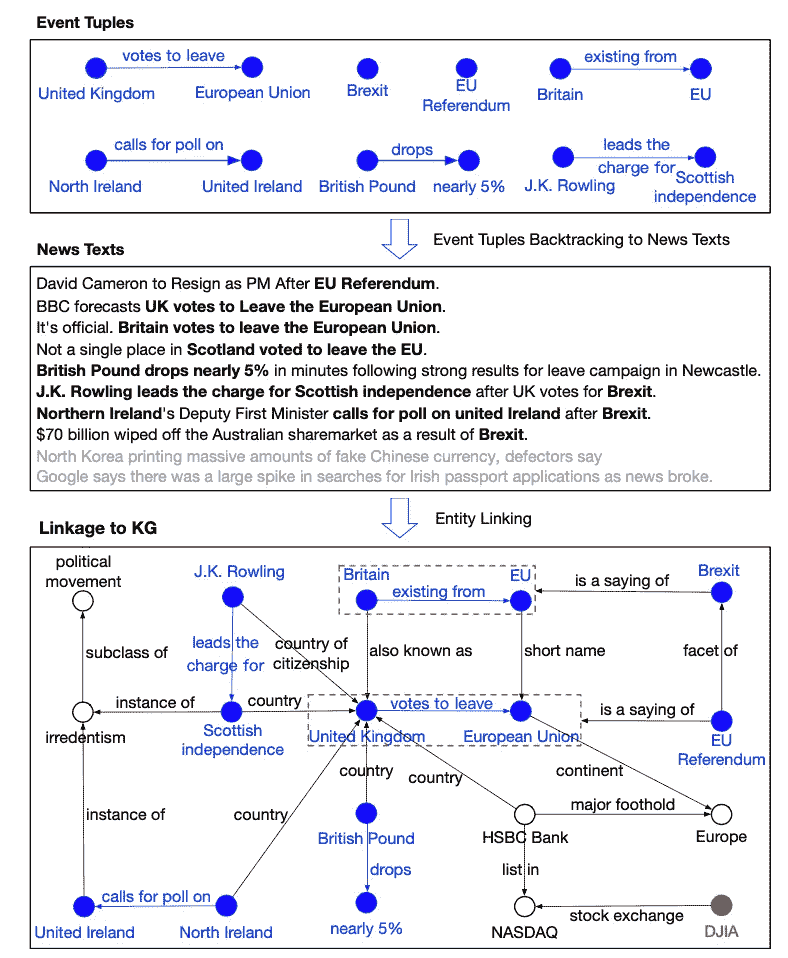 Event Tuples
votes to leave
United Kingdom
European Union
Brexit
EU
Referendum
existing from
Britain
EU
calls for poll on
North Ireland
United Ireland
drops
British Pound
nearly 5%
leads the
charge for
J.K. Rowling
Scottish
independence
Event Tuples Backtracking to News Texts
News Texts
David Cameron to Resign as PM After EU Referendum.
BBC forecasts UK votes to Leave the European Union.
It's official. Britain votes to leave the European Union.
Not a single place in Scotland voted to leave the EU.
British Pound drops nearly 5% in minutes following strong results for leave campaign in Newcastle.
J.K. Rowling leads the charge for Scottish independence after UK votes for Brexit.
Northern Ireland's Deputy First Minister calls for poll on united Ireland after Brexit.
$70 billion wiped off the Australian sharemarket as a result of Brexit.
North Korea printing massive amounts of fake Chinese currency, defectors say
Google says there was a large spike in searches for Irish passport applications as news broke.
Entity Linking
Linkage to KG
political
movement
J.K. Rowling
Britain
existing from
EU
is a saying of
Brexit
subclass of
leads the
charge for
country of
citizenship
also known as
short name
facet of
instance of
country
votes to leave
is a saying of
irredentism
Scottish
independence
United Kingdom
European Union
EU
Referendum
country
country
continent
instance of
country
major foothold
British Pound
HSBC Bank
Europe
drops
list in
calls for poll on
stock exchange
United Ireland
North Ireland
nearly 5%
NASDAQ
DJIA